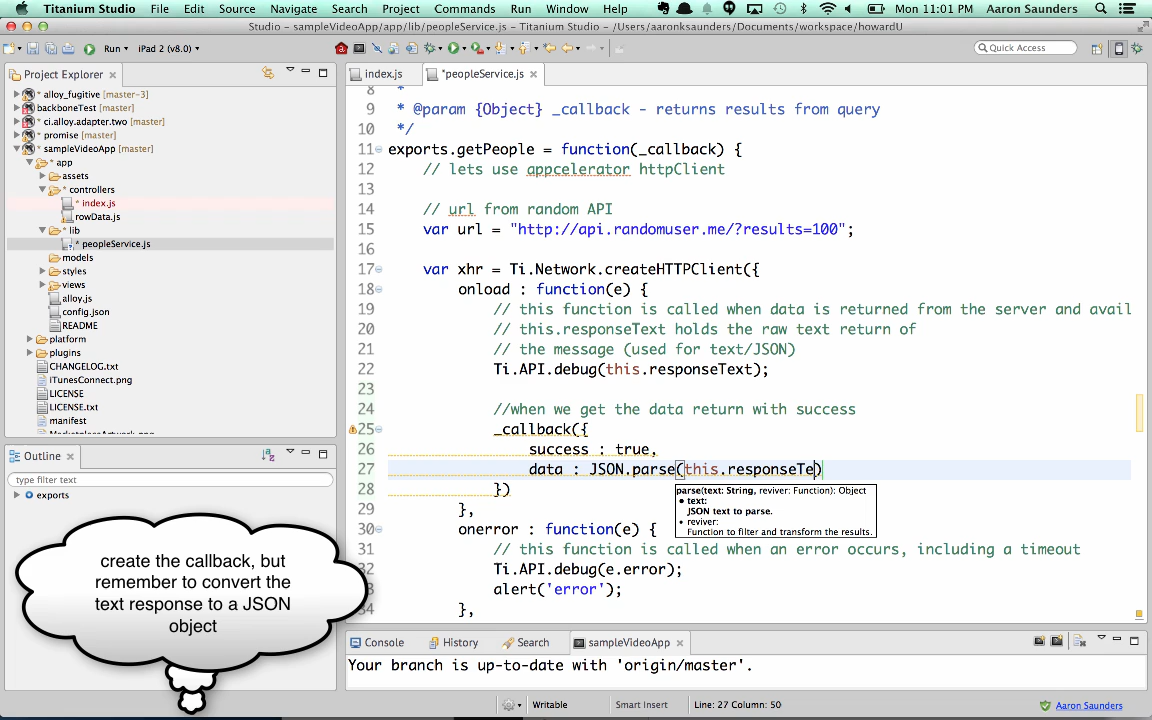 Titanium Studio File Edit Source Navigate Search Project Commands Run Window Help Mon 11:01 PM Aaron Saunders
Studio - sampleVideoApp/app/lib/peopleService.js - Titanium Studio - /Users/aaronksaunders/Documents/workspace/howardU
Run iPad 2 (v8.0) Quick Access
Project Explorer
* alloy_fugitive [master-3]
backboneTest [master]
* ci.alloy.adapter.two [master]
* promise [master]
sampleVideoApp [master]
* app
assets
* controllers
* index.js
rowData.js
* lib
* peopleService.js
models
styles
views
alloy.js
config.json
README
platform
plugins
CHANGELOG.txt
iTunesConnect.png
LICENSE
LICENSE.txt
manifest
Outline
type filter text
exports
create the callback, but
remember to convert the
text response to a JSON
object
index.js *peopleService.js
8 *
9 * @param {Object} _callback - returns results from query
10 */
11 exports.getPeople = function(_callback) {
12 // lets use appcelerator httpClient
13
14 // url from random API
15 var url = "http://api.randomuser.me/?results=100";
16
17 var xhr = Ti.Network.createHTTPClient({
18 onload : function(e) {
19 // this function is called when data is returned from the server and avail
20 // this.responseText holds the raw text return of
21 // the message (used for text/JSON)
22 Ti.API.debug(this.responseText);
23
24 //when we get the data return with success
25 _callback({
26 success : true,
27 data : JSON.parse(this.responseTe)
28 })
29 },
30 onerror : function(e) {
31 // this function is called when an error occurs, including a timeout
32 Ti.API.debug(e.error);
33 alert('error');
34 },
parse(text: String, reviver: Function): Object
• text:
JSON text to parse.
• reviver:
Function to filter and transform the results.
Console History Search sampleVideoApp
Your branch is up-to-date with 'origin/master'.
Writable Smart Insert Line: 27 Column: 50 Aaron Saunders